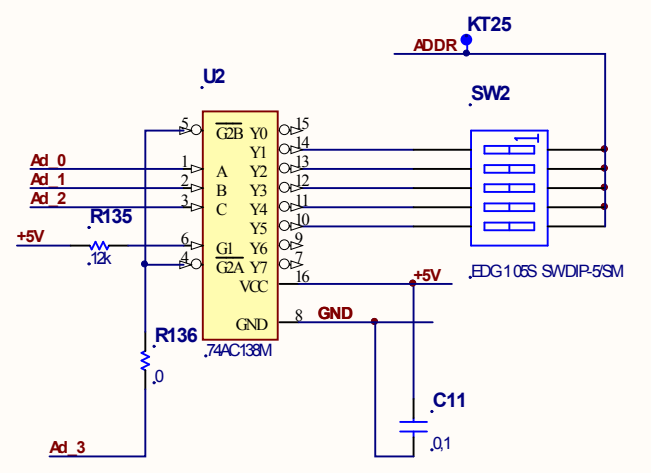 KT25
ADDR
U2
SW2
5 G2B Y0 15
Y1 14
Ad_0 1 A Y2 13
Ad_1 2 B Y3 12
Ad_2 3 C Y4 11
R135 Y5 10
+5V 12k 6 G1 Y6 9
4 G2A Y7 7
VCC 16 +5V
EDG105S SWDIP-5/SM
GND 8 GND
R136
74AC138M
0
C11
0,1
Ad_3
1